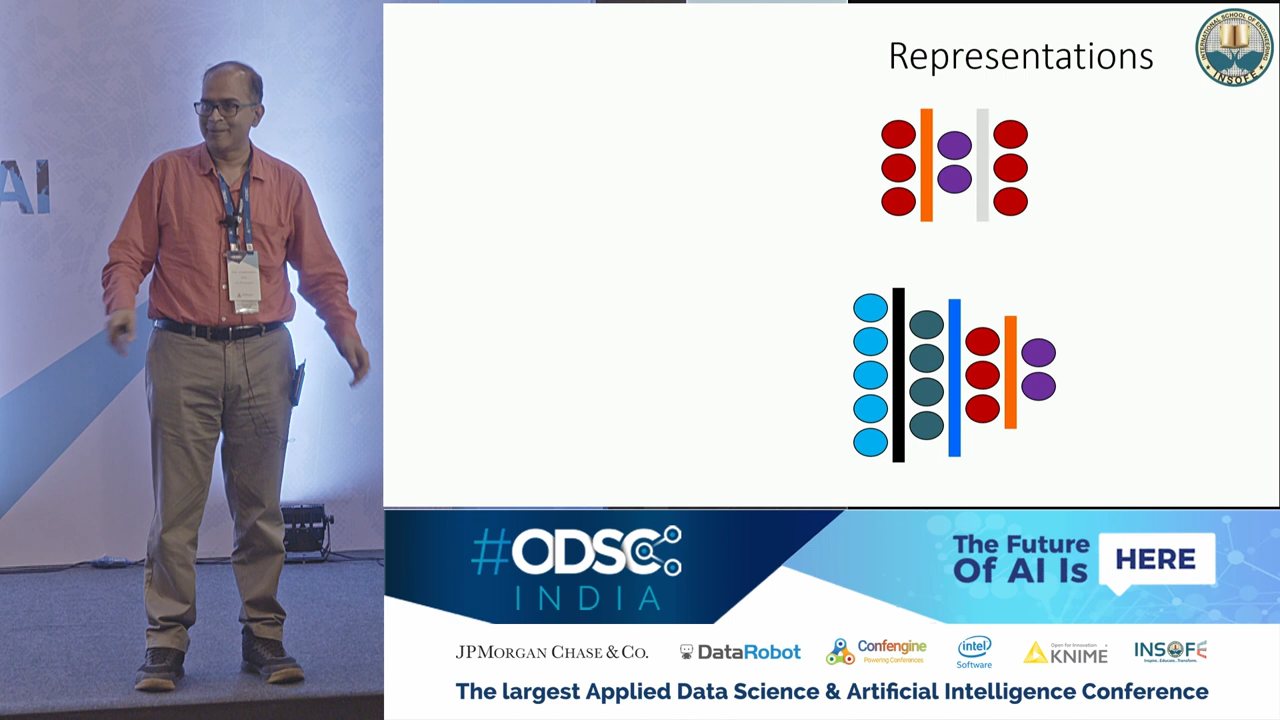 AI
Representations
INTERNATIONAL SCHOOL OF ENGINEERING
INSOFE
#ODSC
INDIA
The Future
Of AI Is
HERE
JPMORGAN CHASE & CO.
DataRobot
Confengine
Powering Conferences
intel
Software
Open for Innovation
KNIME
INSOFE
Inspire...Educate...Transform.
The largest Applied Data Science & Artificial Intelligence Conference